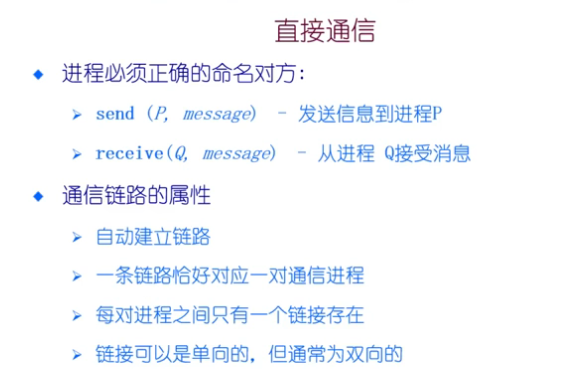 直接通信
进程必须正确的命名对方：
send (P, message) - 发送信息到进程P
receive(Q, message) - 从进程 Q接受消息
通信链路的属性
自动建立链路
一条链路恰好对应一对通信进程
每对进程之间只有一个链接存在
链接可以是单向的，但通常为双向的